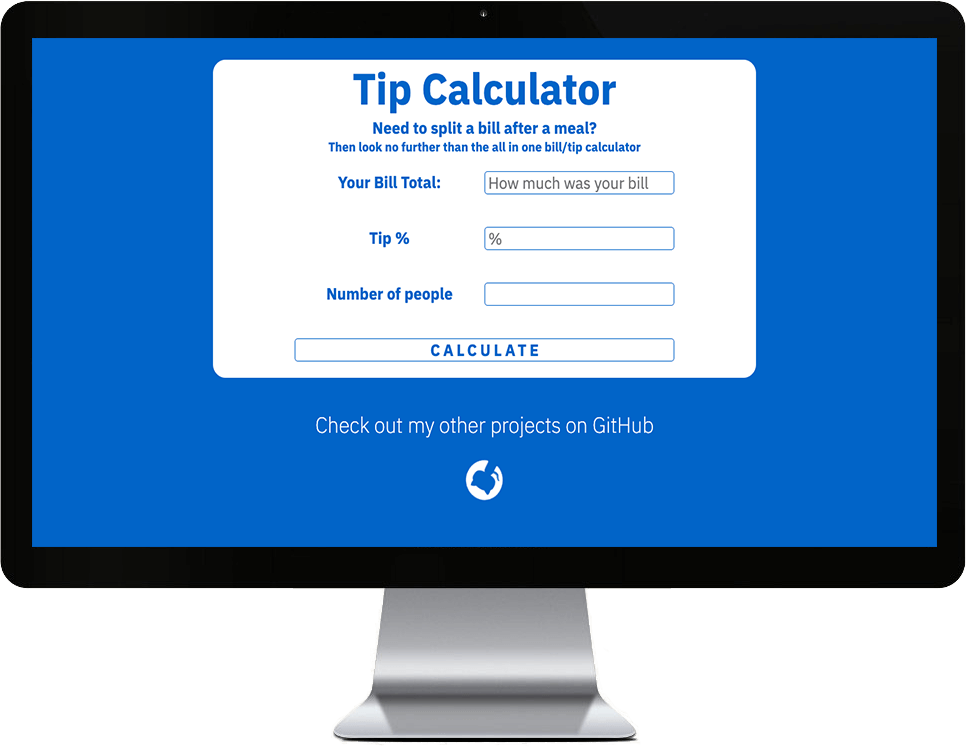 Tip Calculator
Need to split a bill after a meal?
Then look no further than the all in one bill/tip calculator
Your Bill Total: How much was your bill
Tip % %
Number of people
CALCULATE
Check out my other projects on GitHub